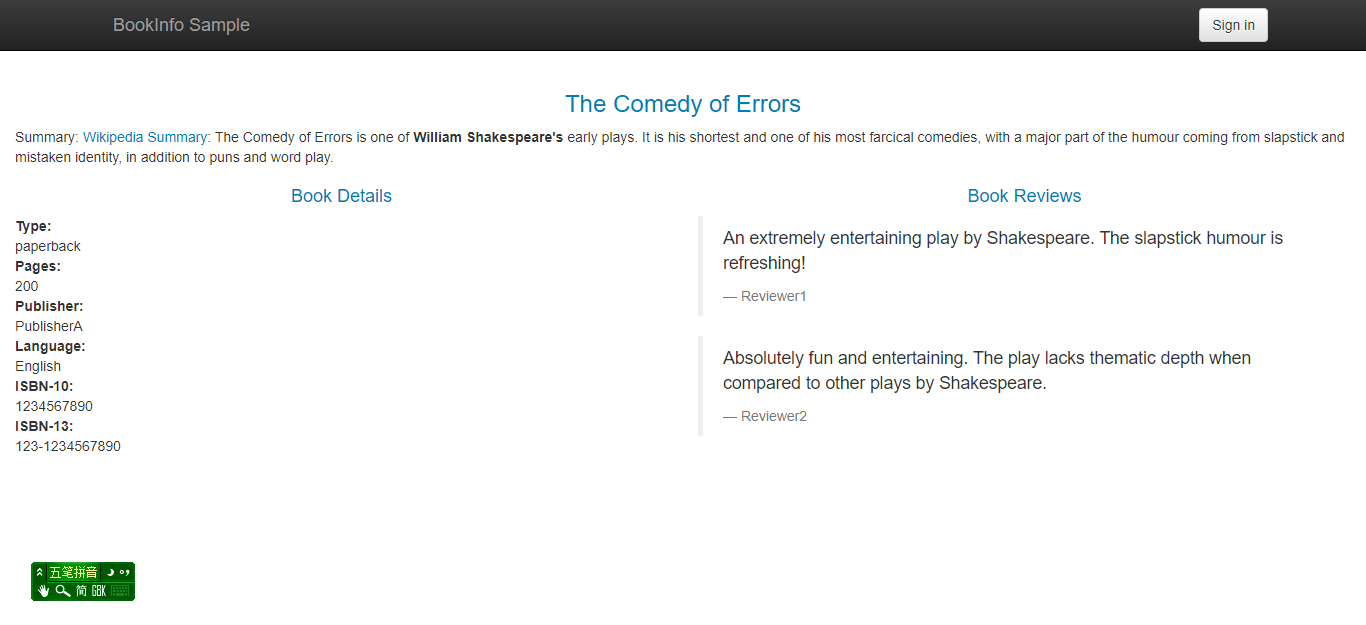 BookInfo Sample
Sign in
The Comedy of Errors
Summary: Wikipedia Summary: The Comedy of Errors is one of William Shakespeare's early plays. It is his shortest and one of his most farcical comedies, with a major part of the humour coming from slapstick and
mistaken identity, in addition to puns and word play.
Book Details
Type:
paperback
Pages:
200
Publisher:
PublisherA
Language:
English
ISBN-10:
1234567890
ISBN-13:
123-1234567890
Book Reviews
An extremely entertaining play by Shakespeare. The slapstick humour is
refreshing!
— Reviewer1
Absolutely fun and entertaining. The play lacks thematic depth when
compared to other plays by Shakespeare.
— Reviewer2
五笔拼音
简 GBK